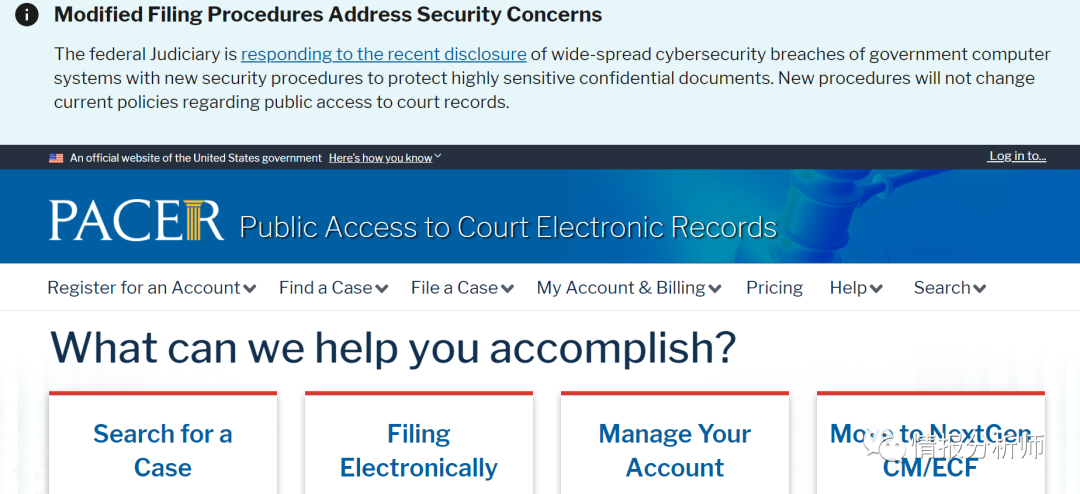 Modified Filing Procedures Address Security Concerns
The federal Judiciary is responding to the recent disclosure of wide-spread cybersecurity breaches of government computer
systems with new security procedures to protect highly sensitive confidential documents. New procedures will not change
current policies regarding public access to court records.
An official website of the United States government Here's how you know
Log in to...
PACER Public Access to Court Electronic Records
Register for an Account Find a Case File a Case My Account & Billing Pricing Help Search
What can we help you accomplish?
Search for a
Case
Filing
Electronically
Manage Your
Account
Move to NextGen
CM/ECF
情报分析师